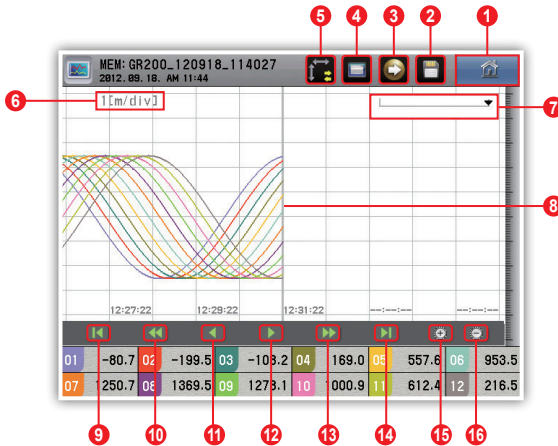 5 4 3 2 1
MEM: GR200_120918_114027
2012. 09. 18. AM 11:44
6 1[m/div] 7
8
12:27:22 12:29:22 12:31:22 --:--:-- --:--:--
01 -80.7 02 -199.5 03 -108.2 04 169.0 05 557.6 06 953.5
07 1250.7 08 1369.5 09 1278.1 10 1000.9 11 612.4 12 216.5
9 10 11 12 13 14 15 16